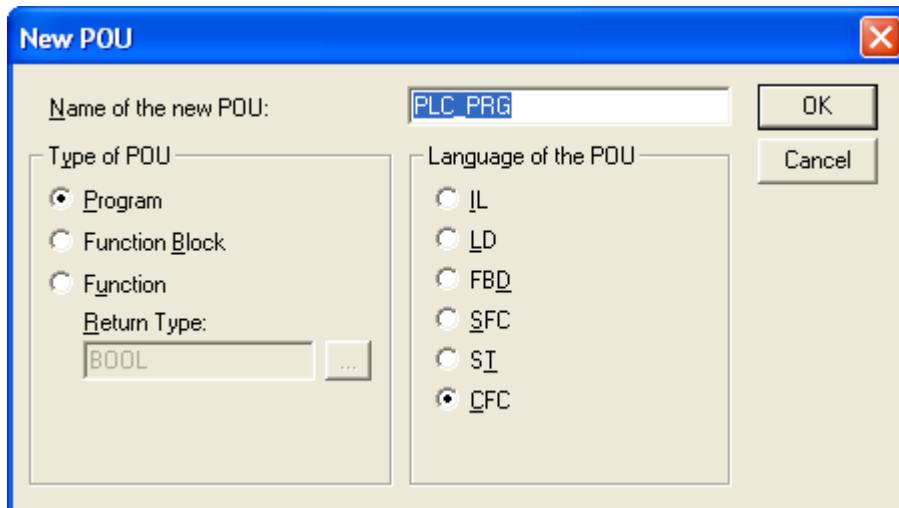 New POU
Name of the new POU:
PLC_PRG
OK
Cancel
Type of POU
Program
Function Block
Function
Return Type:
BOOL
...
Language of the POU
IL
LD
FBD
SFC
ST
CFC